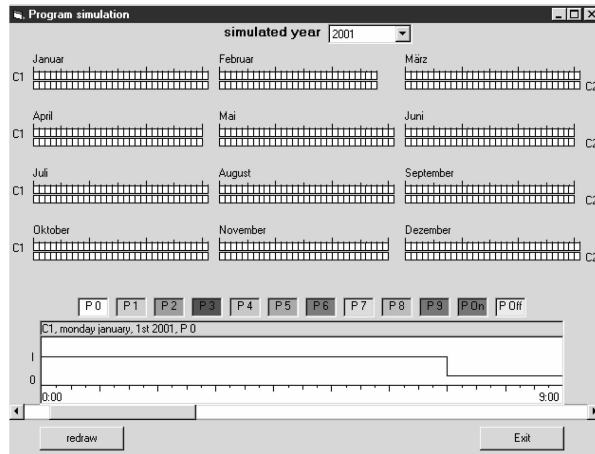 Program simulation
simulated year 2001
Januar Februar März
C1
C2
April Mai Juni
C1
C2
Juli August September
C1
C2
Oktober November Dezember
C1
C2
P 0 P 1 P 2 P 3 P 4 P 5 P 6 P 7 P 8 P 9 P On P Off
C1, monday january, 1st 2001, P 0
I
0
0:00 9:00
redraw Exit